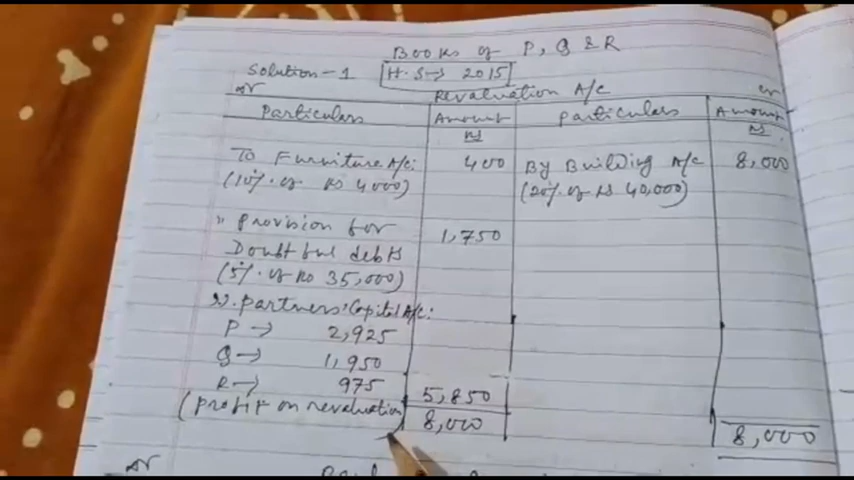 Books of P, Q & R
Solution - 1 H.S → 2015
Dr Revaluation A/c Cr
Particulars Amount Particulars Amount
Rs Rs
To Furniture A/c: 400 By Building A/c 8,000
(10% of Rs 4000) (20% of Rs 40,000)
" Provision for 1,750
Doubtful debts
(5% of Rs 35,000)
". Partners' Capital A/c:
P → 2,925
Q → 1,950
R → 975 5,850
(Profit on revaluation) 8,000 8,000
Dr